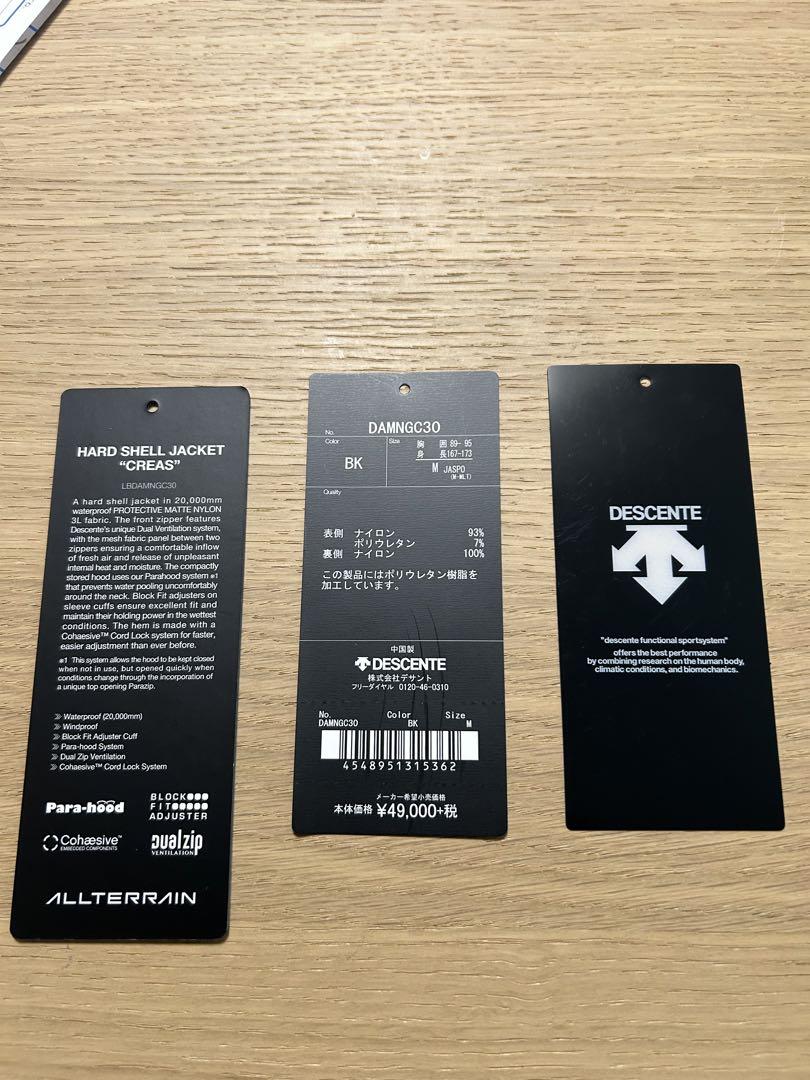 HARD SHELL JACKET
“CREAS”
LBDAMNGC30
A hard shell jacket in 20,000mm
waterproof PROTECTIVE MATTE NYLON
3L fabric. The front zipper features
Descente's unique Dual Ventilation system,
with the mesh fabric panel between two
zippers ensuring a comfortable inflow
of fresh air and release of unpleasant
internal heat and moisture. The compactly
stored hood uses our Parahood system※1
that prevents water pooling uncomfortably
around the neck. Block Fit adjusters on
sleeve cuffs ensure excellent fit and
maintain their holding power in the wettest
conditions. The hem is made with a
Cohaesive™ Cord Lock system for faster,
easier adjustment than ever before.
※1 This system allows the hood to be kept closed
when not in use, but opened quickly when
conditions change through the incorporation of
a unique top opening Parazip.
≫ Waterproof (20,000mm)
≫ Windproof
≫ Block Fit Adjuster Cuff
≫ Para-hood System
≫ Dual Zip Ventilation
≫ Cohaesive™ Cord Lock System
Para-hood
BLOCK
FIT
ADJUSTER
Cohæsive™
EMBEDDED COMPONENTS
Dualzip
VENTILATION
ALLTERRAIN
No. DAMNGC30
Color BK
Size 胸 囲 89- 95
身 長167-173
M JASPO
(M-MLT)
Quality
表側 ナイロン 93%
ポリウレタン 7%
裏側 ナイロン 100%
この製品にはポリウレタン樹脂を
加工しています。
中国製
DESCENTE
株式会社デサント
フリーダイヤル 0120-46-0310
No. Color Size
DAMNGC30 BK M
4548951315362
メーカー希望小売価格
本体価格 ¥49,000+税
DESCENTE
"descente functional sportsystem"
offers the best performance
by combining research on the human body,
climatic conditions, and biomechanics.